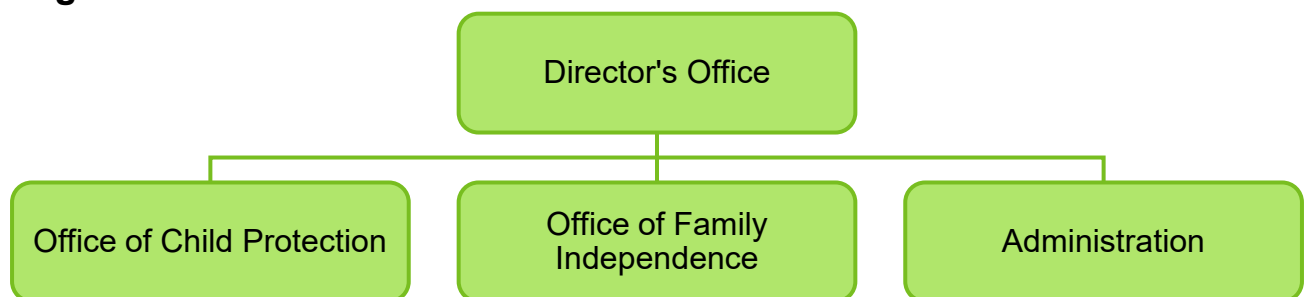 Director's Office
Office of Child Protection
Office of Family
Independence
Administration